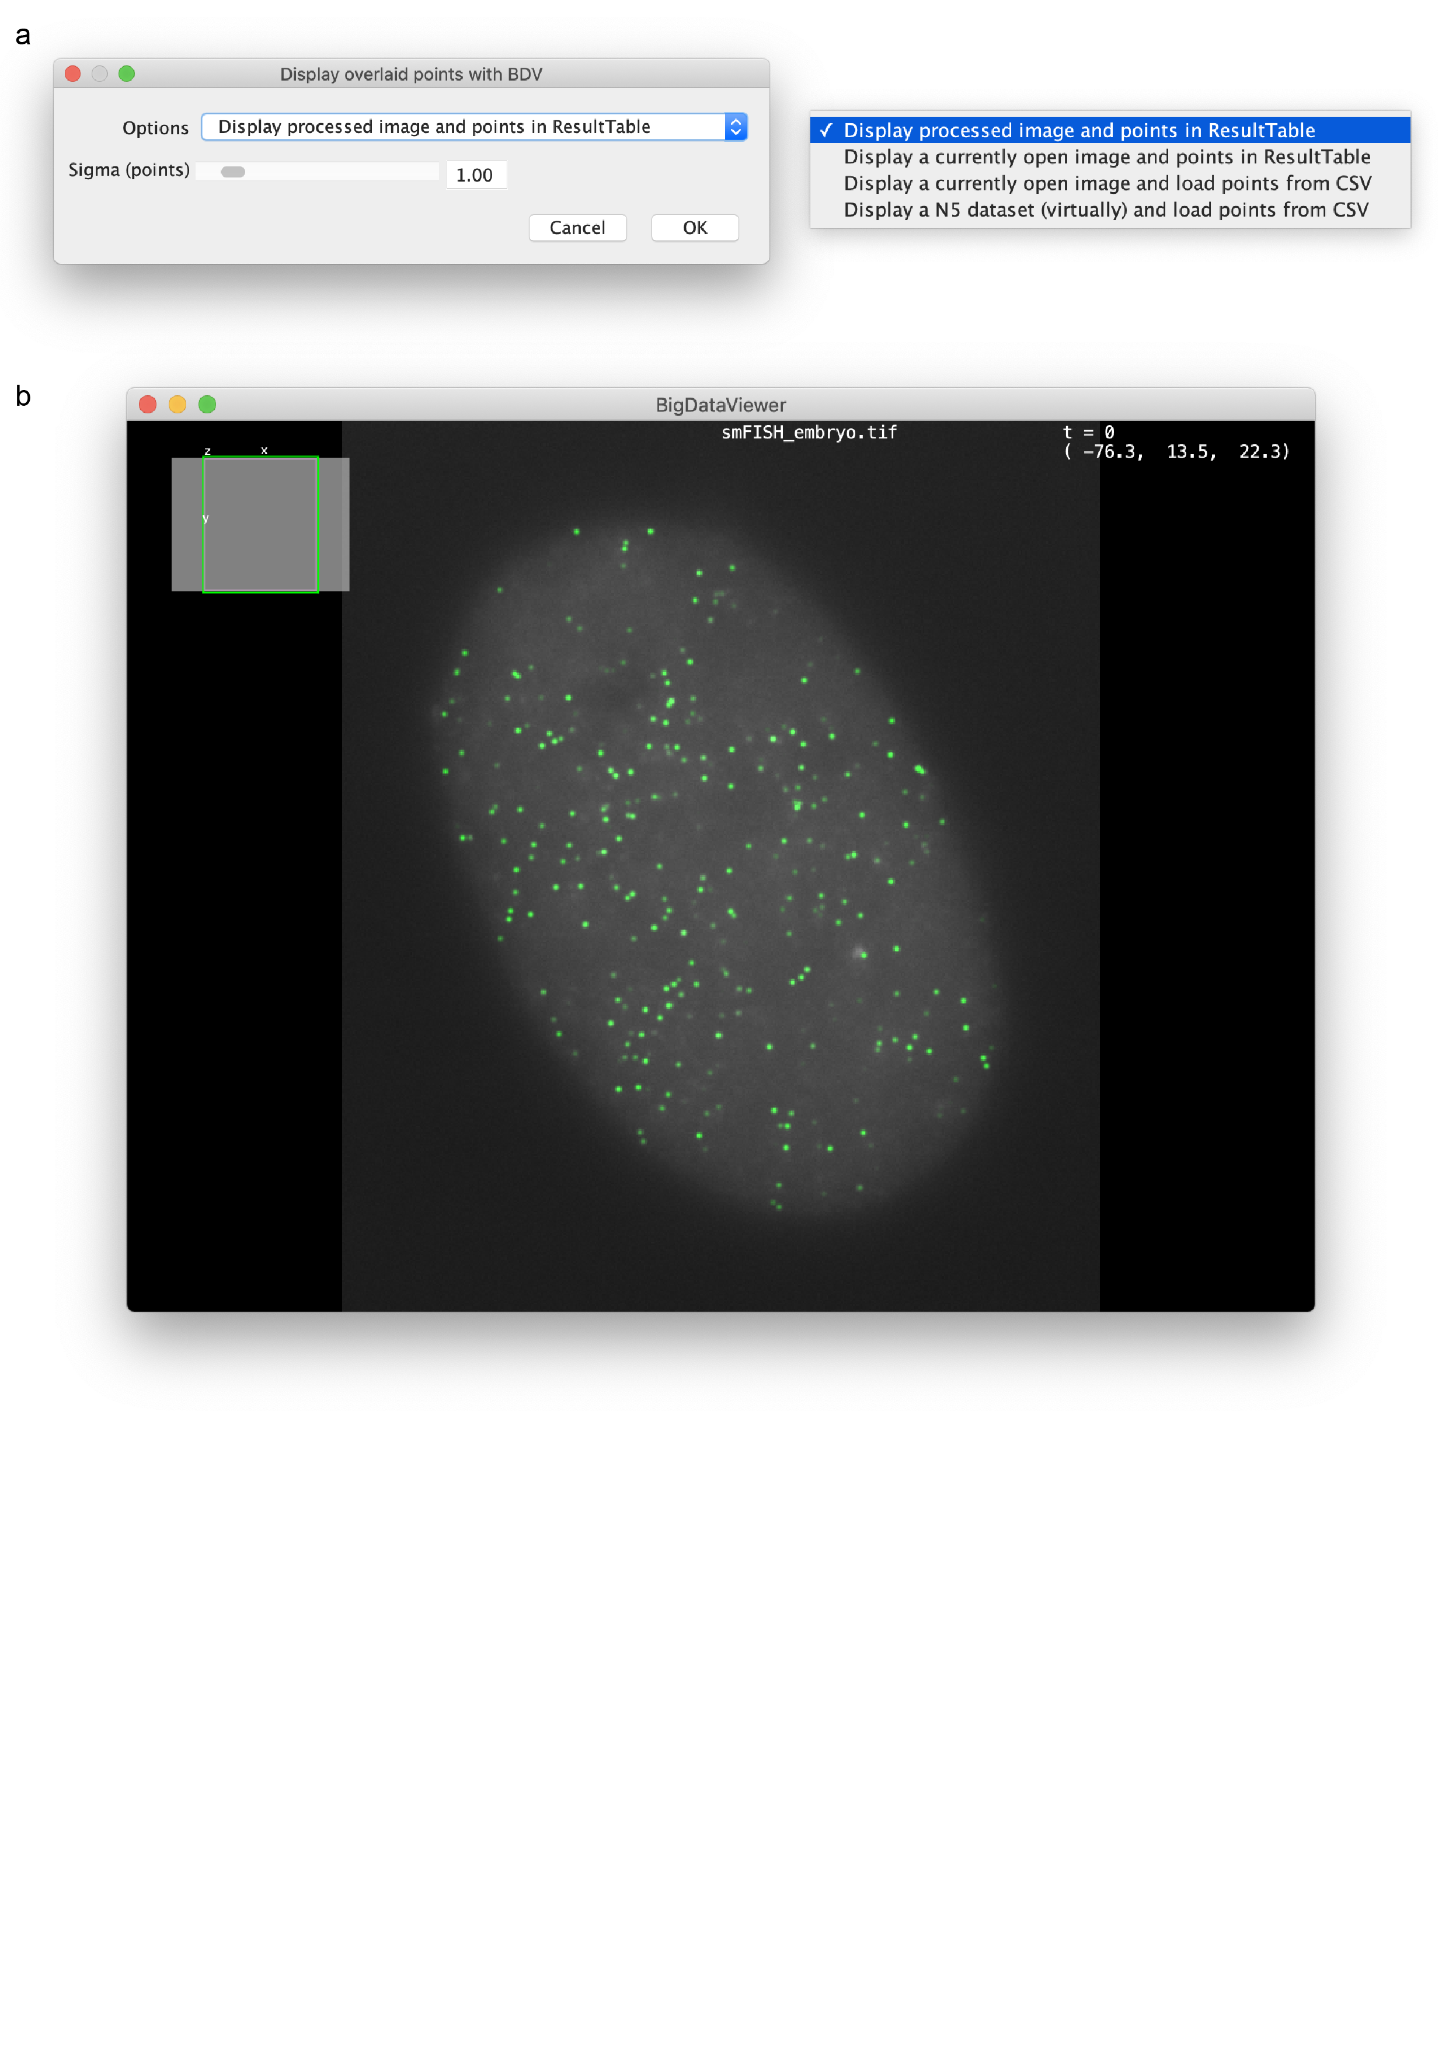 a
Display overlaid points with BDV
Options Display processed image and points in ResultTable
Sigma (points) 1.00
Cancel OK
✓ Display processed image and points in ResultTable
Display a currently open image and points in ResultTable
Display a currently open image and load points from CSV
Display a N5 dataset (virtually) and load points from CSV
b
BigDataViewer
smFISH_embryo.tif
t = 0
( -76.3, 13.5, 22.3)
z x
y